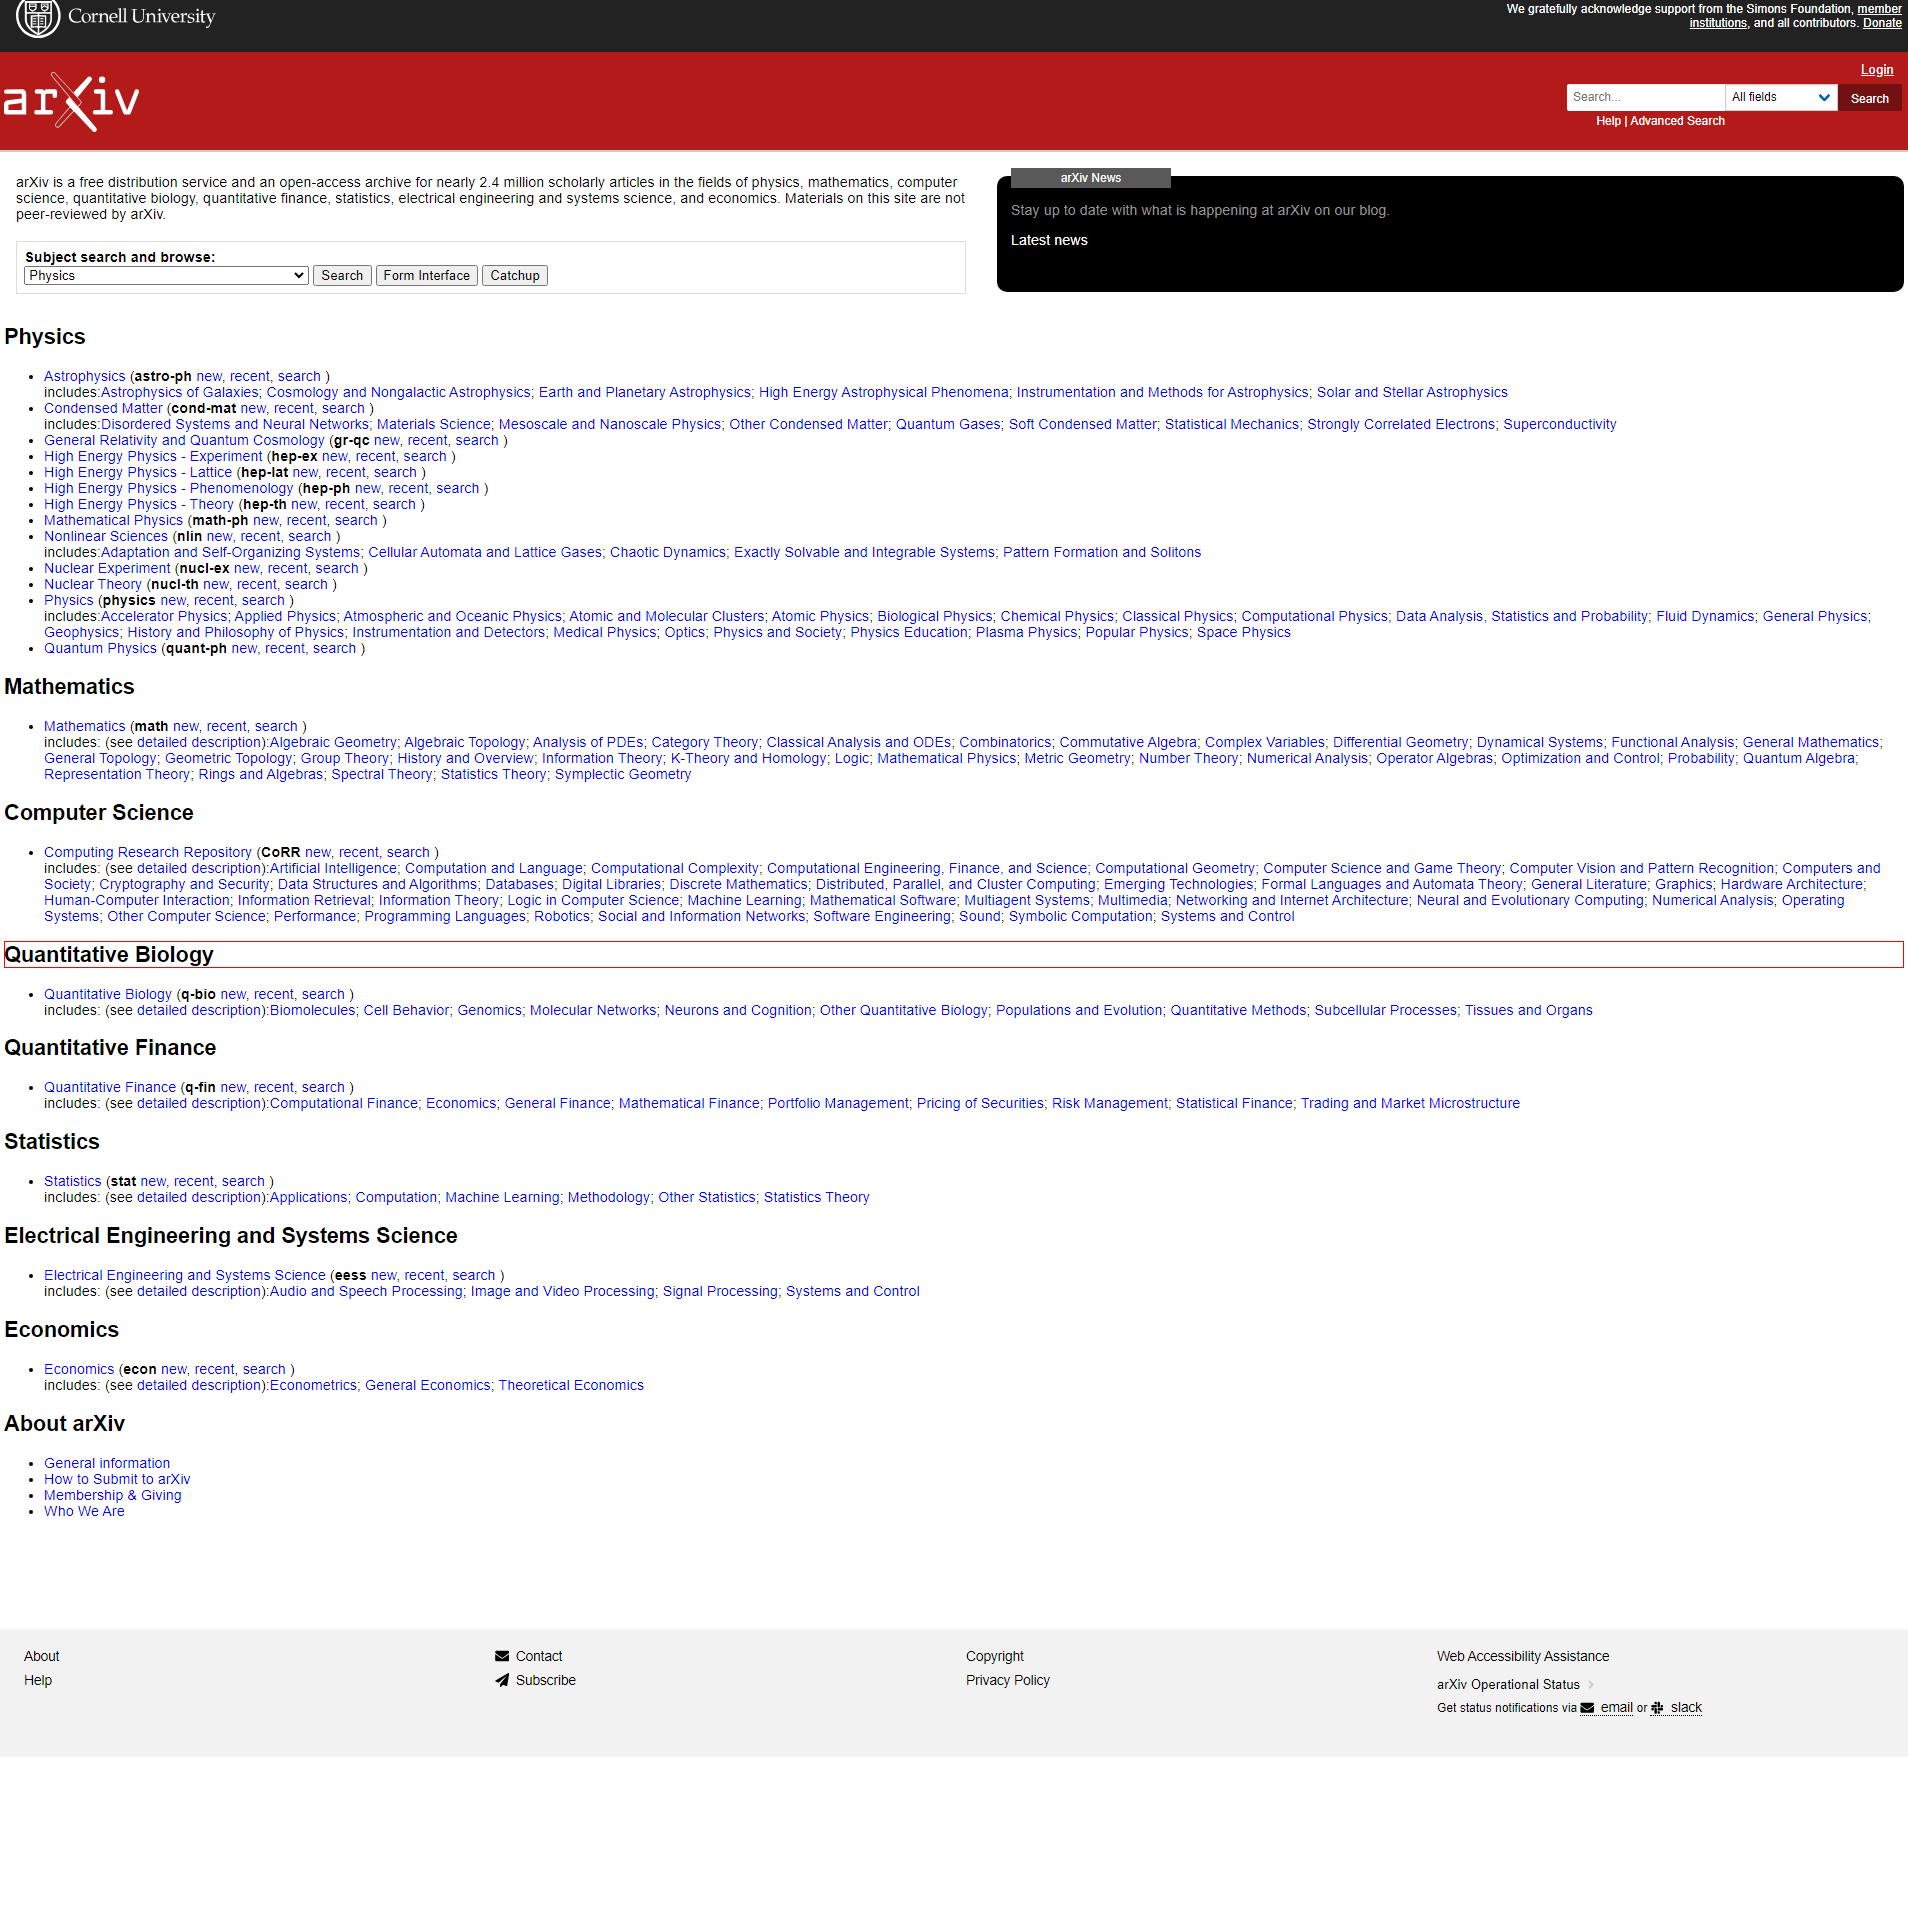 Cornell University
We gratefully acknowledge support from the Simons Foundation, member
institutions, and all contributors. Donate
arXiv
Login
Search...
All fields
Search
Help | Advanced Search
arXiv is a free distribution service and an open-access archive for nearly 2.4 million scholarly articles in the fields of physics, mathematics, computer
science, quantitative biology, quantitative finance, statistics, electrical engineering and systems science, and economics. Materials on this site are not
peer-reviewed by arXiv.
Subject search and browse:
Physics
Search
Form Interface
Catchup
arXiv News
Stay up to date with what is happening at arXiv on our blog.
Latest news
Physics
Astrophysics (astro-ph new, recent, search )
includes:Astrophysics of Galaxies; Cosmology and Nongalactic Astrophysics; Earth and Planetary Astrophysics; High Energy Astrophysical Phenomena; Instrumentation and Methods for Astrophysics; Solar and Stellar Astrophysics
Condensed Matter (cond-mat new, recent, search )
includes:Disordered Systems and Neural Networks; Materials Science; Mesoscale and Nanoscale Physics; Other Condensed Matter; Quantum Gases; Soft Condensed Matter; Statistical Mechanics; Strongly Correlated Electrons; Superconductivity
General Relativity and Quantum Cosmology (gr-qc new, recent, search )
High Energy Physics - Experiment (hep-ex new, recent, search )
High Energy Physics - Lattice (hep-lat new, recent, search )
High Energy Physics - Phenomenology (hep-ph new, recent, search )
High Energy Physics - Theory (hep-th new, recent, search )
Mathematical Physics (math-ph new, recent, search )
Nonlinear Sciences (nlin new, recent, search )
includes:Adaptation and Self-Organizing Systems; Cellular Automata and Lattice Gases; Chaotic Dynamics; Exactly Solvable and Integrable Systems; Pattern Formation and Solitons
Nuclear Experiment (nucl-ex new, recent, search )
Nuclear Theory (nucl-th new, recent, search )
Physics (physics new, recent, search )
includes:Accelerator Physics; Applied Physics; Atmospheric and Oceanic Physics; Atomic and Molecular Clusters; Atomic Physics; Biological Physics; Chemical Physics; Classical Physics; Computational Physics; Data Analysis, Statistics and Probability; Fluid Dynamics; General Physics;
Geophysics; History and Philosophy of Physics; Instrumentation and Detectors; Medical Physics; Optics; Physics and Society; Physics Education; Plasma Physics; Popular Physics; Space Physics
Quantum Physics (quant-ph new, recent, search )
Mathematics
Mathematics (math new, recent, search )
includes: (see detailed description):Algebraic Geometry; Algebraic Topology; Analysis of PDEs; Category Theory; Classical Analysis and ODEs; Combinatorics; Commutative Algebra; Complex Variables; Differential Geometry; Dynamical Systems; Functional Analysis; General Mathematics;
General Topology; Geometric Topology; Group Theory; History and Overview; Information Theory; K-Theory and Homology; Logic; Mathematical Physics; Metric Geometry; Number Theory; Numerical Analysis; Operator Algebras; Optimization and Control; Probability; Quantum Algebra;
Representation Theory; Rings and Algebras; Spectral Theory; Statistics Theory; Symplectic Geometry
Computer Science
Computing Research Repository (CoRR new, recent, search )
includes: (see detailed description):Artificial Intelligence; Computation and Language; Computational Complexity; Computational Engineering, Finance, and Science; Computational Geometry; Computer Science and Game Theory; Computer Vision and Pattern Recognition; Computers and
Society; Cryptography and Security; Data Structures and Algorithms; Databases; Digital Libraries; Discrete Mathematics; Distributed, Parallel, and Cluster Computing; Emerging Technologies; Formal Languages and Automata Theory; General Literature; Graphics; Hardware Architecture;
Human-Computer Interaction; Information Retrieval; Information Theory; Logic in Computer Science; Machine Learning; Mathematical Software; Multiagent Systems; Multimedia; Networking and Internet Architecture; Neural and Evolutionary Computing; Numerical Analysis; Operating
Systems; Other Computer Science; Performance; Programming Languages; Robotics; Social and Information Networks; Software Engineering; Sound; Symbolic Computation; Systems and Control
Quantitative Biology
Quantitative Biology (q-bio new, recent, search )
includes: (see detailed description):Biomolecules; Cell Behavior; Genomics; Molecular Networks; Neurons and Cognition; Other Quantitative Biology; Populations and Evolution; Quantitative Methods; Subcellular Processes; Tissues and Organs
Quantitative Finance
Quantitative Finance (q-fin new, recent, search )
includes: (see detailed description):Computational Finance; Economics; General Finance; Mathematical Finance; Portfolio Management; Pricing of Securities; Risk Management; Statistical Finance; Trading and Market Microstructure
Statistics
Statistics (stat new, recent, search )
includes: (see detailed description):Applications; Computation; Machine Learning; Methodology; Other Statistics; Statistics Theory
Electrical Engineering and Systems Science
Electrical Engineering and Systems Science (eess new, recent, search )
includes: (see detailed description):Audio and Speech Processing; Image and Video Processing; Signal Processing; Systems and Control
Economics
Economics (econ new, recent, search )
includes: (see detailed description):Econometrics; General Economics; Theoretical Economics
About arXiv
General information
How to Submit to arXiv
Membership & Giving
Who We Are
About
Help
Contact
Subscribe
Copyright
Privacy Policy
Web Accessibility Assistance
arXiv Operational Status
Get status notifications via email or slack